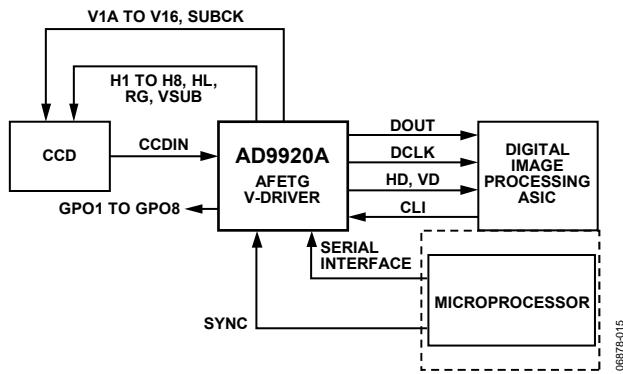 V1A TO V16, SUBCK
H1 TO H8, HL,
RG, VSUB
CCD
CCDIN
AD9920A
AFETG
V-DRIVER
DOUT
DCLK
HD, VD
CLI
DIGITAL
IMAGE
PROCESSING
ASIC
GPO1 TO GPO8
SERIAL
INTERFACE
MICROPROCESSOR
SYNC
06878-015